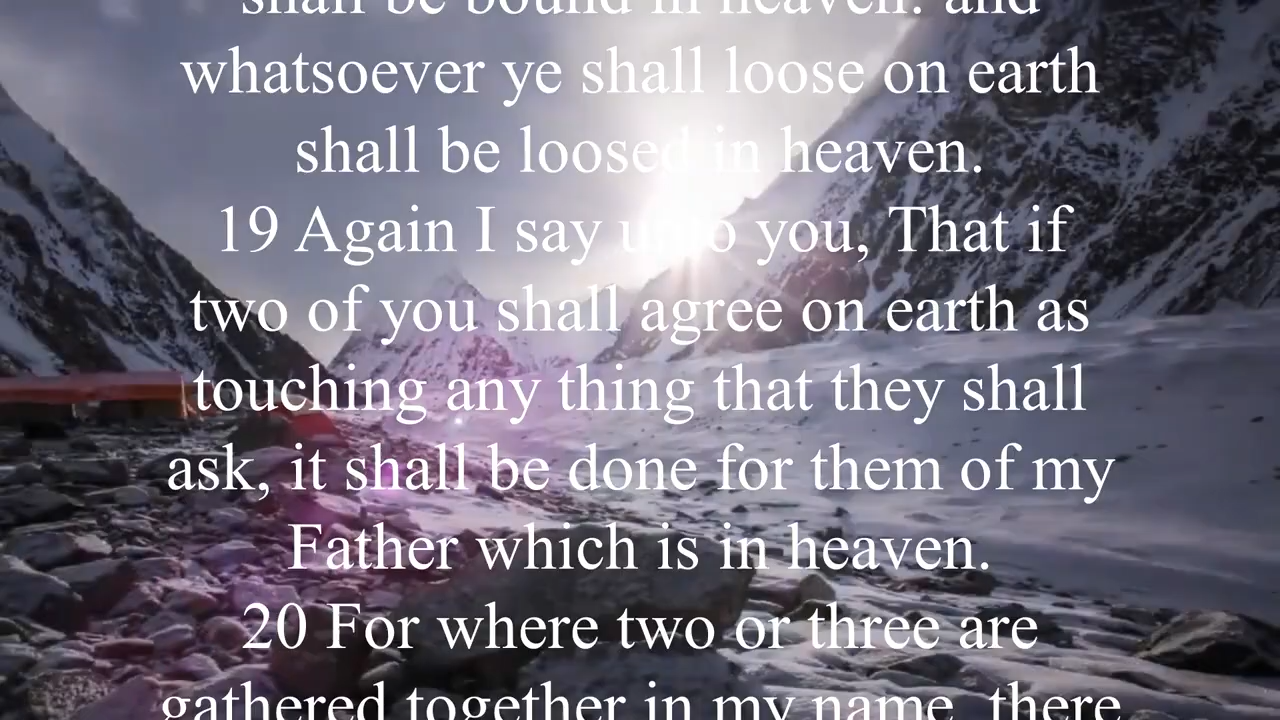 shall be bound in heaven: and
whatsoever ye shall loose on earth
shall be loosed in heaven.
19 Again I say unto you, That if
two of you shall agree on earth as
touching any thing that they shall
ask, it shall be done for them of my
Father which is in heaven.
20 For where two or three are
gathered together in my name, there